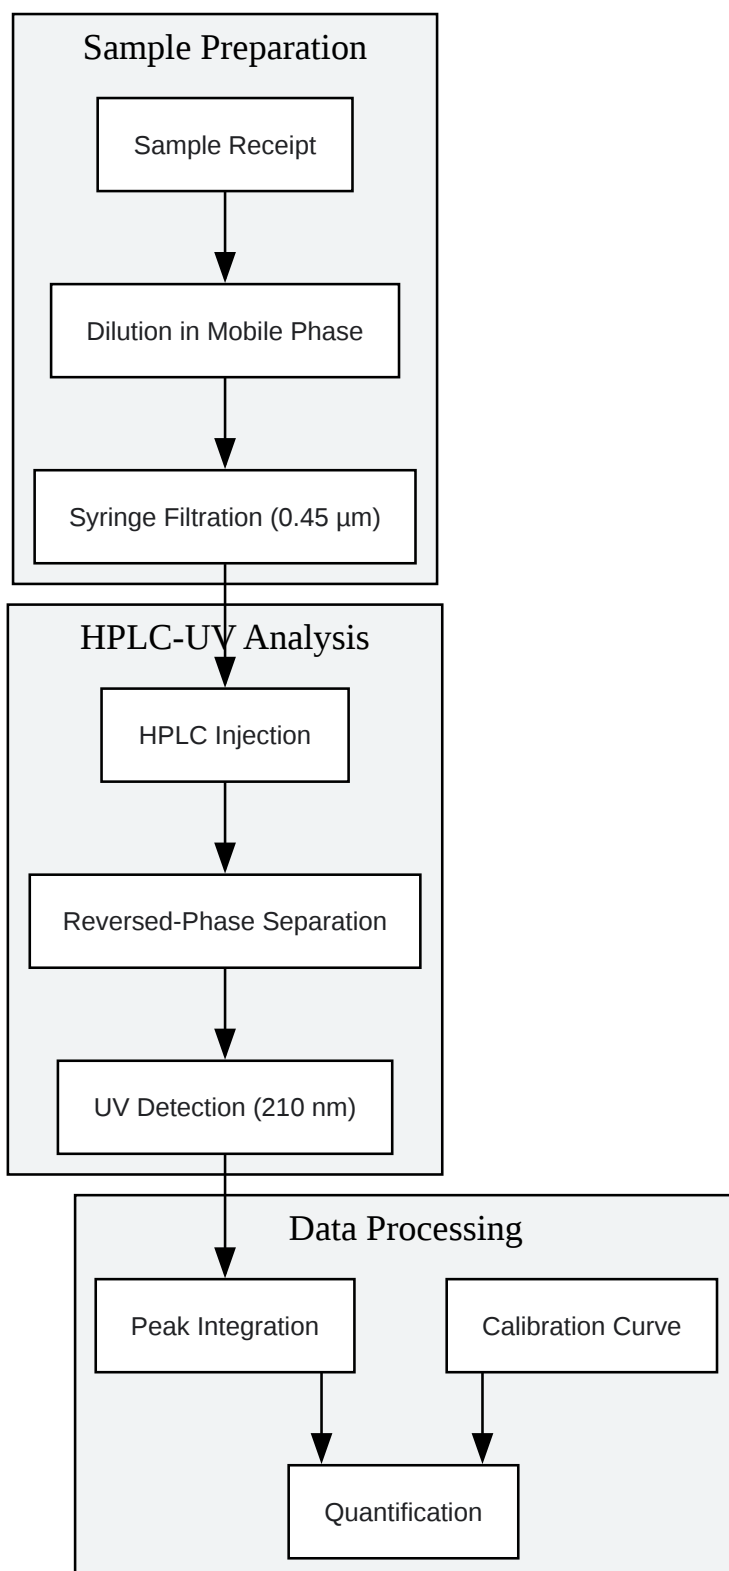 Sample Preparation
Sample Receipt
Dilution in Mobile Phase
Syringe Filtration (0.45 µm)
HPLC-UV Analysis
HPLC Injection
Reversed-Phase Separation
UV Detection (210 nm)
Data Processing
Peak Integration
Calibration Curve
Quantification